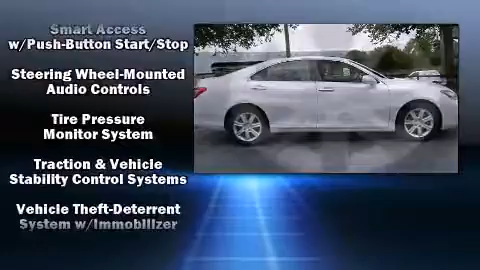 Smart Access
w/Push-Button Start/Stop
Steering Wheel-Mounted
Audio Controls
Tire Pressure
Monitor System
Traction & Vehicle
Stability Control Systems
Vehicle Theft-Deterrent
System w/Immobilizer